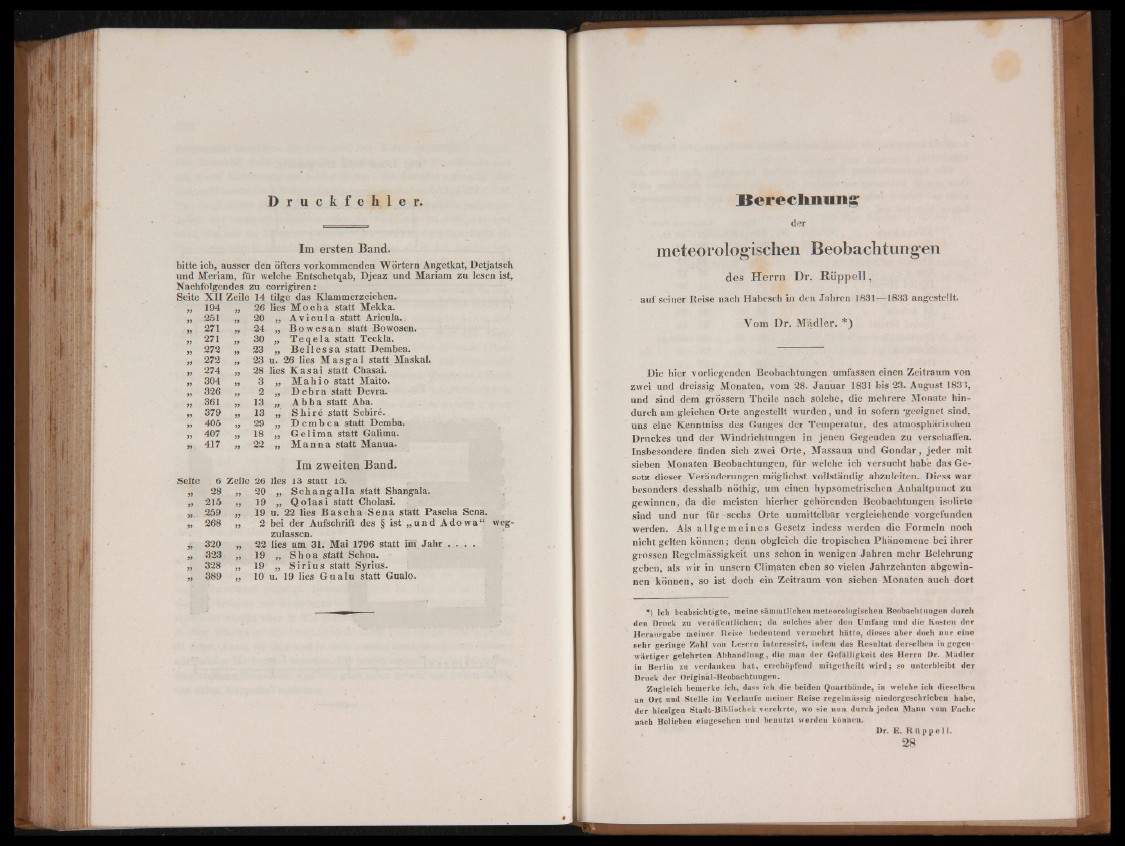 Druckfehler.
Im ersten Band.
bitte ich, ausser den öfters vorkommenden Wörtern Angetkat, Detjatsch
und Meriam, für welche Entschetqab, Djeaz und Mariam zu lesen ist,
Nachfolgendes zu corrigiren:
Seite XII Zeile 14 tilge das Klammerzeichen.
„ 194 „ 26 lies Mocha statt Mekka.
„ 251 „ 20 „ Avicula statt Aricula.
„ 271 „ 24 „ Bowesan statt Bowosen.
„ 271 „ 30 „ Teqela statt Teckla.
„ 272 „ 23 „ Bellessa statt Dembea.
„ 272 „ 23 u. 26 lies Masgal statt Maskal.
„ 274 „ 28 lies Kasai statt Chasai.
„ 304 „ 3 „ Mahio statt Maito.
„ 326 „ 2 „ Debra statt Devra.
„ 361 „ 13 „ Abba statt Aba.
„ 379 „ 13 „ Shiré statt Schiré.
„ 405 „ 29 „ Dembea statt Demba.
„ 407 „ 18 „ Gelima statt Galima.
„ 417 „ 22 „ Manna statt Manua.
Im zweiten Band.
Seite 6 Zeile 26 lies 13 statt 15.
„ 28 „ 20 „ Schangalla statt Shangala.
„ 215 „ 19 „ Qolasi statt Cholasi.
„ 259 „ 19 u. 22 lies Bascha Sena statt Pascha Sena.
„ 268 „ 2 bei der Aufschrift des § ist „und Adowa“ weg-
zulassen.
„ 320 „ 22 lies am 31. Mai 1796 statt im Jahr . . . .
„ 323 „ 19 „ Shoa statt Schoa.
„ 328 „ 19 „ Sirius statt Syrius.
„ 389 „ 10 u. 19 lies Gualu statt Gualo.
Berechnung
der
meteorologischen Beobachtungen
des Herrn Dr. Rüppell,
auf seiner Reise nach Habesch in den Jahren 1831—1833 angestellt.
Vom Dr. Mädler. *)
Die hier vorliegenden Beobachtungen umfassen einen Zeitraum von
zwei und dreissig Monaten, vom 28. Januar 1831 bis 23. August 1833,
und sind dem grössern Theile nach solche, die mehrere Monate hin-
durch am gleichen Orte angestellt wurden, und in sofern geeignet sind,
uns eine Kenntniss des Ganges der Temperatur, des atmosphärischen
Druckes und der Windrichtungen in jenen Gegenden zu verschaffen.
Insbesondere finden sich zwei Orte, Massaua und Gondar, jeder mit
sieben Monaten Beobachtungen, für welche ich versucht habe das Ge-
setz dieser Veränderungen möglichst vollständig abzuleiten. Diess war
besonders desshalb nöthig, um einen hypsometrischen Anhaltpunct zu
gewinnen, da die meisten hierher gehörenden Beobachtungen isolirte
sind und nur für sechs Orte unmittelbar vergleichende vorgefunden
werden. Als allgemeines Gesetz indess werden die Formeln noch
nicht gelten können; denn obgleich die tropischen Phänomene bei ihrer
grossen Regelmässigkeit uns schon in wenigen Jahren mehr Belehrung
geben, als wir in unsern Climaten eben so vielen Jahrzehnten abgewin-
nen können, so ist doch ein Zeitraum von sieben Monaten auch dort
*) Ich beabsichtigte, meine sämmtlichen meteorologischen Beobachtungen durch
den Druck zu veröffentlichen; da solches aber den Umfang und die Kosten der
Herausgabe meiner Reise bedeutend vermehrt hätte, dieses aber doch nur eine
sehr geringe Zahl von Lesern interessirt, indem das Resultat derselben in gegen-
wärtiger gelehrten Abhandlung, die man der Gefälligkeit des Herrn Dr. Mädler
in Berlin zu verdanken hat, erschöpfend mitgetheilt wird; so unterbleibt der
Druck der Original-Beobachtungen.
Zugleich bemerke ich, dass ich die beiden Quartbände, in welche ich dieselben
an Ort und Stelle im Verlaufe meiner Reise regelmässig niedergeschrieben habe,
der hiesigen Stadt-Bibliothek verehrte, wo sie nun durch jeden Mann vom Fache
nach Belieben eingesehen und benutzt werden können.
Dr. E. Rüppell.
28